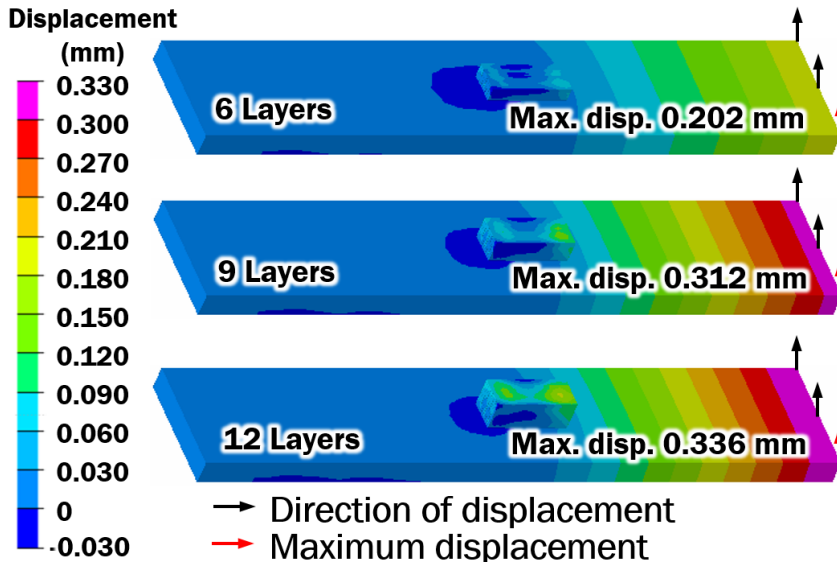 Displacement
(mm)
0.330
0.300
0.270
0.240
0.210
0.180
0.150
0.120
0.090
0.060
0.030
0
-0.030
6 Layers
Max. disp. 0.202 mm
9 Layers
Max. disp. 0.312 mm
12 Layers
Max. disp. 0.336 mm
Direction of displacement
Maximum displacement